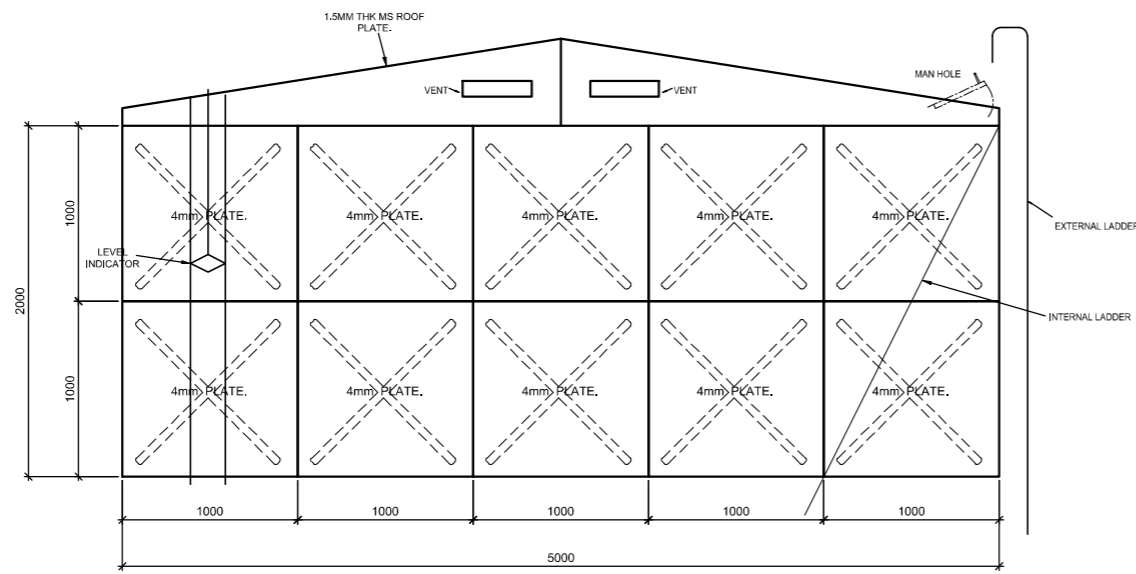 1.5MM THK MS ROOF
PLATE.
MAN HOLE
VENT
VENT
4mm PLATE.
4mm PLATE.
4mm PLATE.
4mm PLATE.
4mm PLATE.
1000
EXTERNAL LADDER
LEVEL
INDICATOR
2000
INTERNAL LADDER
4mm PLATE.
4mm PLATE.
4mm PLATE.
4mm PLATE.
4mm PLATE.
1000
1000
1000
1000
1000
1000
5000